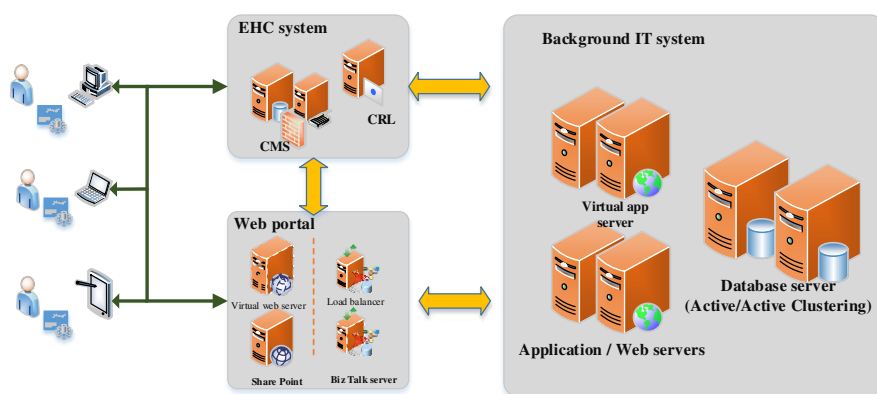 EHC system
CRL
CMS
Web portal
Virtual web server
Load balancer
Share Point
Biz Talk server
Background IT system
Virtual app
server
Database server
(Active/Active Clustering)
Application / Web servers